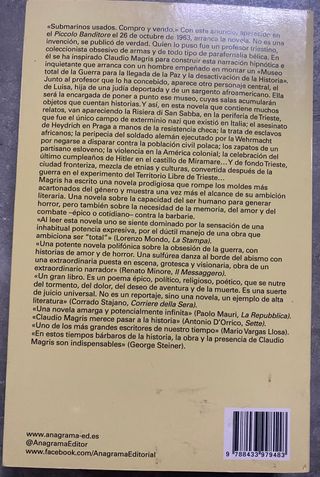 «Submarinos usados. Compro y vendo.» Con este anuncio, aparecido en
el Piccolo Banditore el 26 de octubre de 1963, arranca la novela. No es una
invención, se publicó de verdad. Quien lo puso fue un profesor triestino,
coleccionista obsesivo de armas y de todo tipo de parafernalia bélica. En
él se ha inspirado Claudio Magris para construir esta narración hipnótica e
inquietante que arranca con un hombre empeñado en montar un «Museo
total de la Guerra para la llegada de la Paz y la desactivación de la Historia».
Junto al profesor que lo ha concebido, aparece otro personaje central, el
de Luisa, hija de una judía deportada y de un sargento afroamericano. Ella
será la encargada de poner a punto ese museo, cuyas salas acumularán
objetos que cuentan historias. Y así, en esta novela que contiene muchos
relatos, van apareciendo la Risiera di San Sabba, en la periferia de Trieste,
que fue el único campo de exterminio nazi que existió en Italia; el asesinato
de Heydrich en Praga a manos de la resistencia checa; la trata de esclavos
africanos; la peripecia del soldado alemán ejecutado por la Wehrmacht
por negarse a disparar contra la población civil polaca; los zapatos de un
partisano esloveno; la violencia en la América colonial; la celebración del
último cumpleaños de Hitler en el castillo de Miramare... Y de fondo Trieste,
ciudad fronteriza, mezcla de etnias y culturas, convertida después de la
guerra en el experimento del Territorio Libre de Trieste...
Magris ha escrito una novela prodigiosa que rompe los moldes más
acartonados del género y muestra una vez más el alcance de su ambición
literaria. Una novela sobre la capacidad del ser humano para generar
horror, pero también sobre la necesidad de la memoria, del amor y del
combate –épico o cotidiano– contra la barbarie.
«Al leer esta novela uno se siente dominado por la sensación de una
inhabitual potencia expresiva, por el dúctil manejo de una obra que
ambiciona ser "total"» (Lorenzo Mondo, La Stampa).
«Una potente novela polifónica sobre la obsesión de la guerra, con
historias de amor y de horror. Una sulfúrea danza al borde del abismo con
extraordinaria puesta en escena, grotesca y visionaria, obra de un
extraordinario narrador» (Renato Minore, Il Messaggero).
«Un gran libro. Es un poema épico, político, religioso, poético, que se nutre
del tormento, del dolor, del deseo de aventura y de la muerte. Es una suerte
de juicio universal. No es un reportaje, sino una novela, un ejemplo de alta
literatura» (Corrado Stajano, Corriere della Sera).
«Una novela amarga y potencialmente infinita» (Paolo Mauri, La Repubblica).
«Claudio Magris merece pasar a la historia» (Antonio D'Orrico, Sette).
«Uno de los más grandes escritores de nuestro tiempo» (Mario Vargas Llosa).
«En estos tiempos bárbaros de la historia, la obra y la presencia de Claudio
Magris son indispensables» (George Steiner).
www.anagrama-ed.es
@AnagramaEditor
www.facebook.com/AnagramaEditorial
9 788433 979483